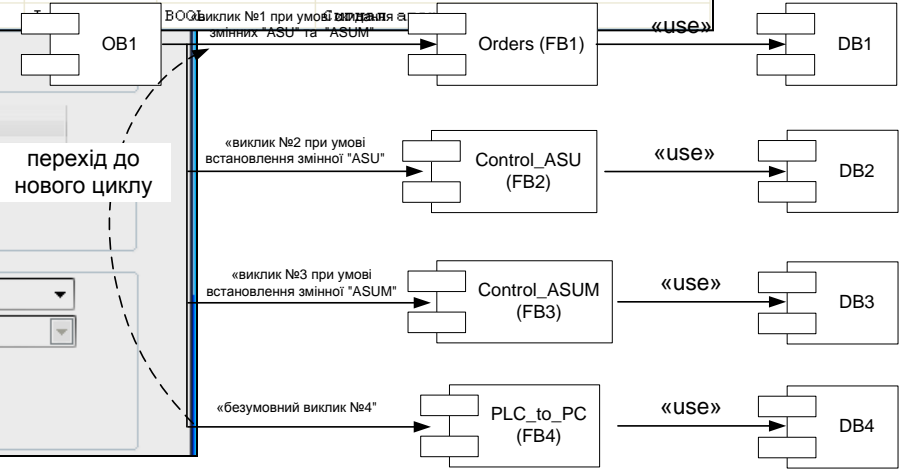 BOOL
«виклик №1 при умові скидання
змінних "ASU" та "ASUM"
«use»
OB1
Orders (FB1)
DB1
«виклик №2 при умові
встановлення змінної "ASU"
Control_ASU
(FB2)
«use»
DB2
перехід до
нового циклу
«виклик №3 при умові
встановлення змінної "ASUM"
Control_ASUM
(FB3)
«use»
DB3
«безумовний виклик №4"
PLC_to_PC
(FB4)
«use»
DB4